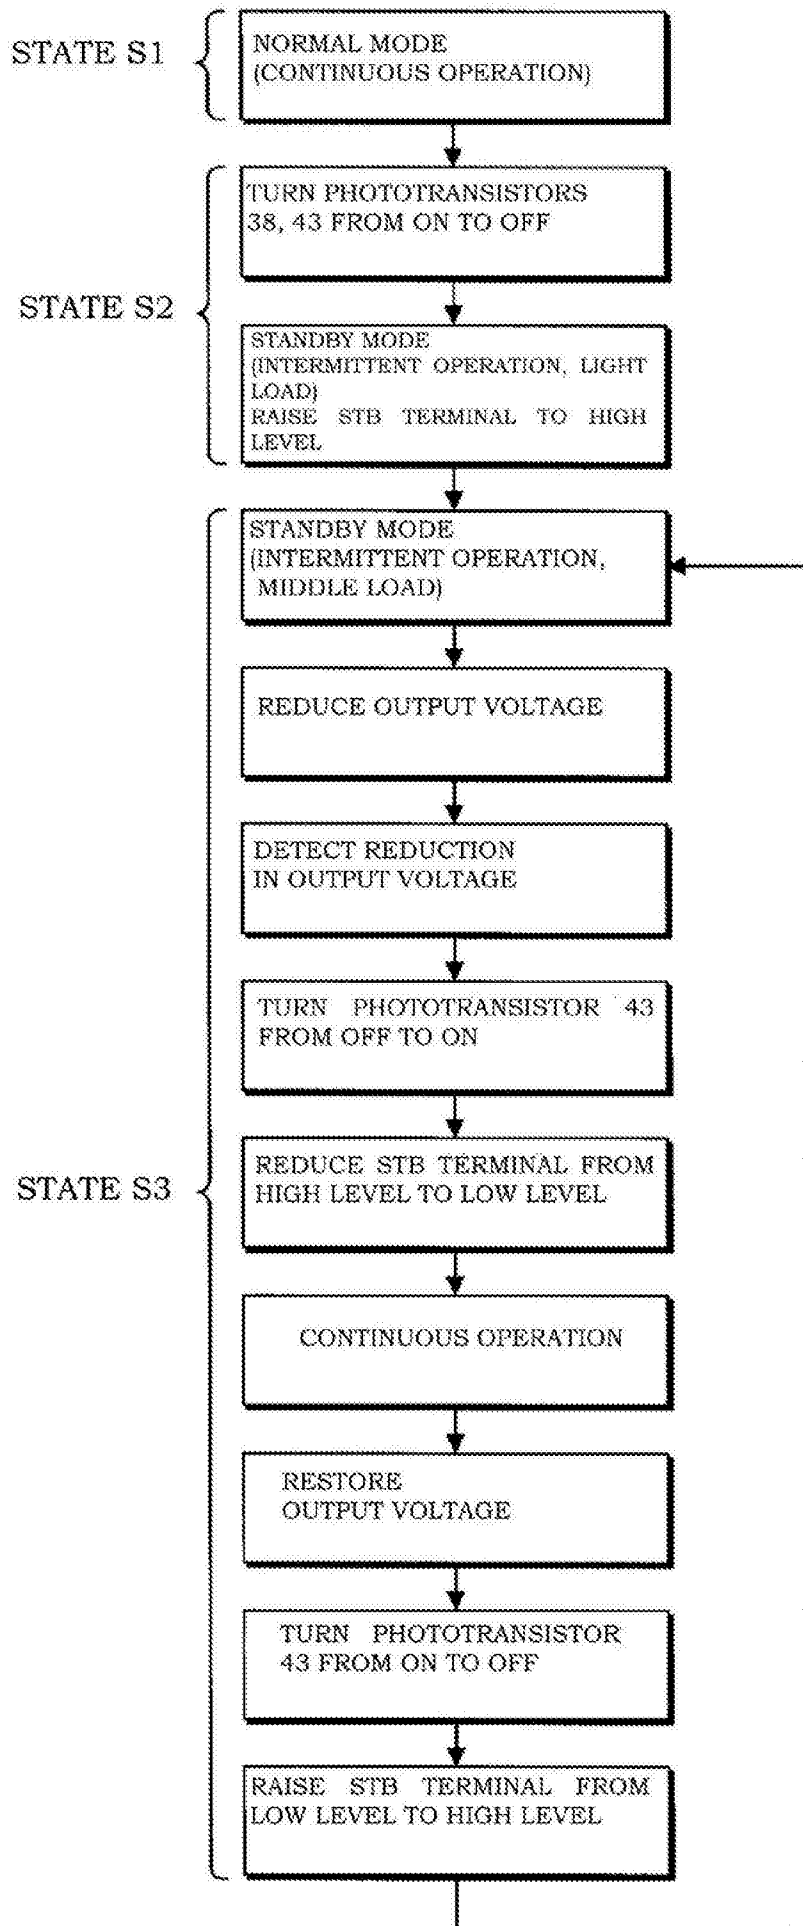 STATE S1
NORMAL MODE
(CONTINUOUS OPERATION)
STATE S2
TURN PHOTOTRANSISTORS
38, 43 FROM ON TO OFF
STANDBY MODE
(INTERMITTENT OPERATION, LIGHT
LOAD)
RAISE STB TERMINAL TO HIGH
LEVEL
STATE S3
STANDBY MODE
(INTERMITTENT OPERATION,
MIDDLE LOAD)
REDUCE OUTPUT VOLTAGE
DETECT REDUCTION
IN OUTPUT VOLTAGE
TURN PHOTOTRANSISTOR 43
FROM OFF TO ON
REDUCE STB TERMINAL FROM
HIGH LEVEL TO LOW LEVEL
CONTINUOUS OPERATION
RESTORE
OUTPUT VOLTAGE
TURN PHOTOTRANSISTOR
43 FROM ON TO OFF
RAISE STB TERMINAL FROM
LOW LEVEL TO HIGH LEVEL